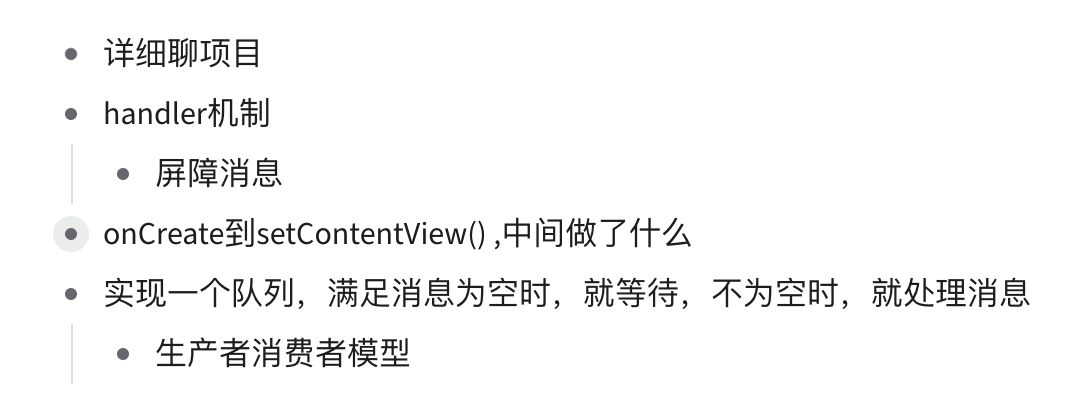 详细聊项目
handler机制
屏障消息
onCreate到setContentView() ,中间做了什么
实现一个队列，满足消息为空时，就等待，不为空时，就处理消息
生产者消费者模型